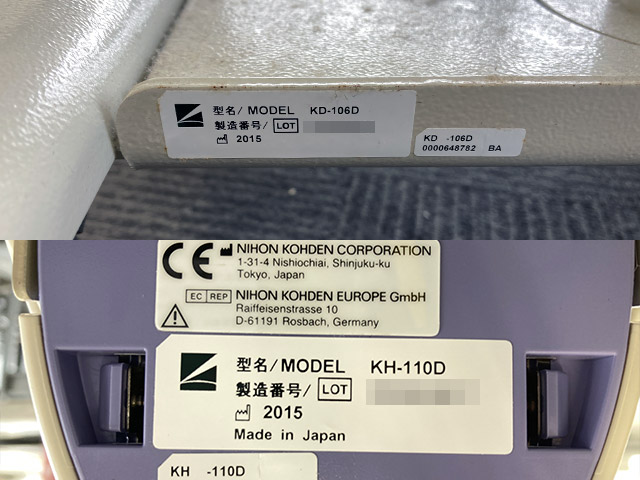 型名/ MODEL KD-106D
製造番号/ LOT
2015
KD -106D
0000648782 BA
CE NIHON KOHDEN CORPORATION
1-31-4 Nishiochiai, Shinjuku-ku
Tokyo, Japan
EC REP NIHON KOHDEN EUROPE GmbH
Raiffeisenstrasse 10
D-61191 Rosbach, Germany
型名/MODEL KH-110D
製造番号/ LOT
2015
Made in Japan
KH -110D